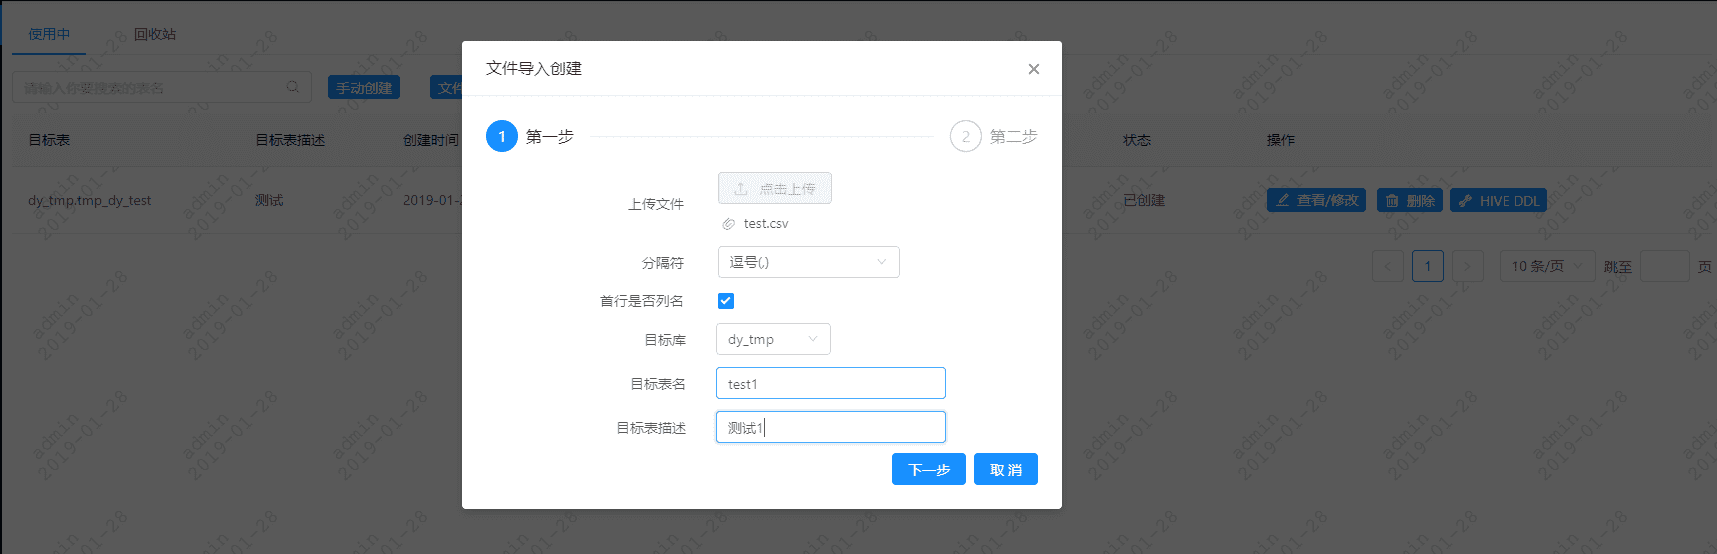 使用中 回收站
请输入你要搜索的表名 手动创建 文件
目标表 目标表描述 创建时间 状态 操作
dy_tmp.tmp_dy_test 测试 2019-01-2 已创建 查看/修改 删除 HIVE DDL
1 10 条/页 跳至 页
文件导入创建
1 第一步 2 第二步
上传文件 点击上传
test.csv
分隔符 逗号(,)
首行是否列名
目标库 dy_tmp
目标表名 test1
目标表描述 测试1
下一步 取 消
admin
2019-01-28